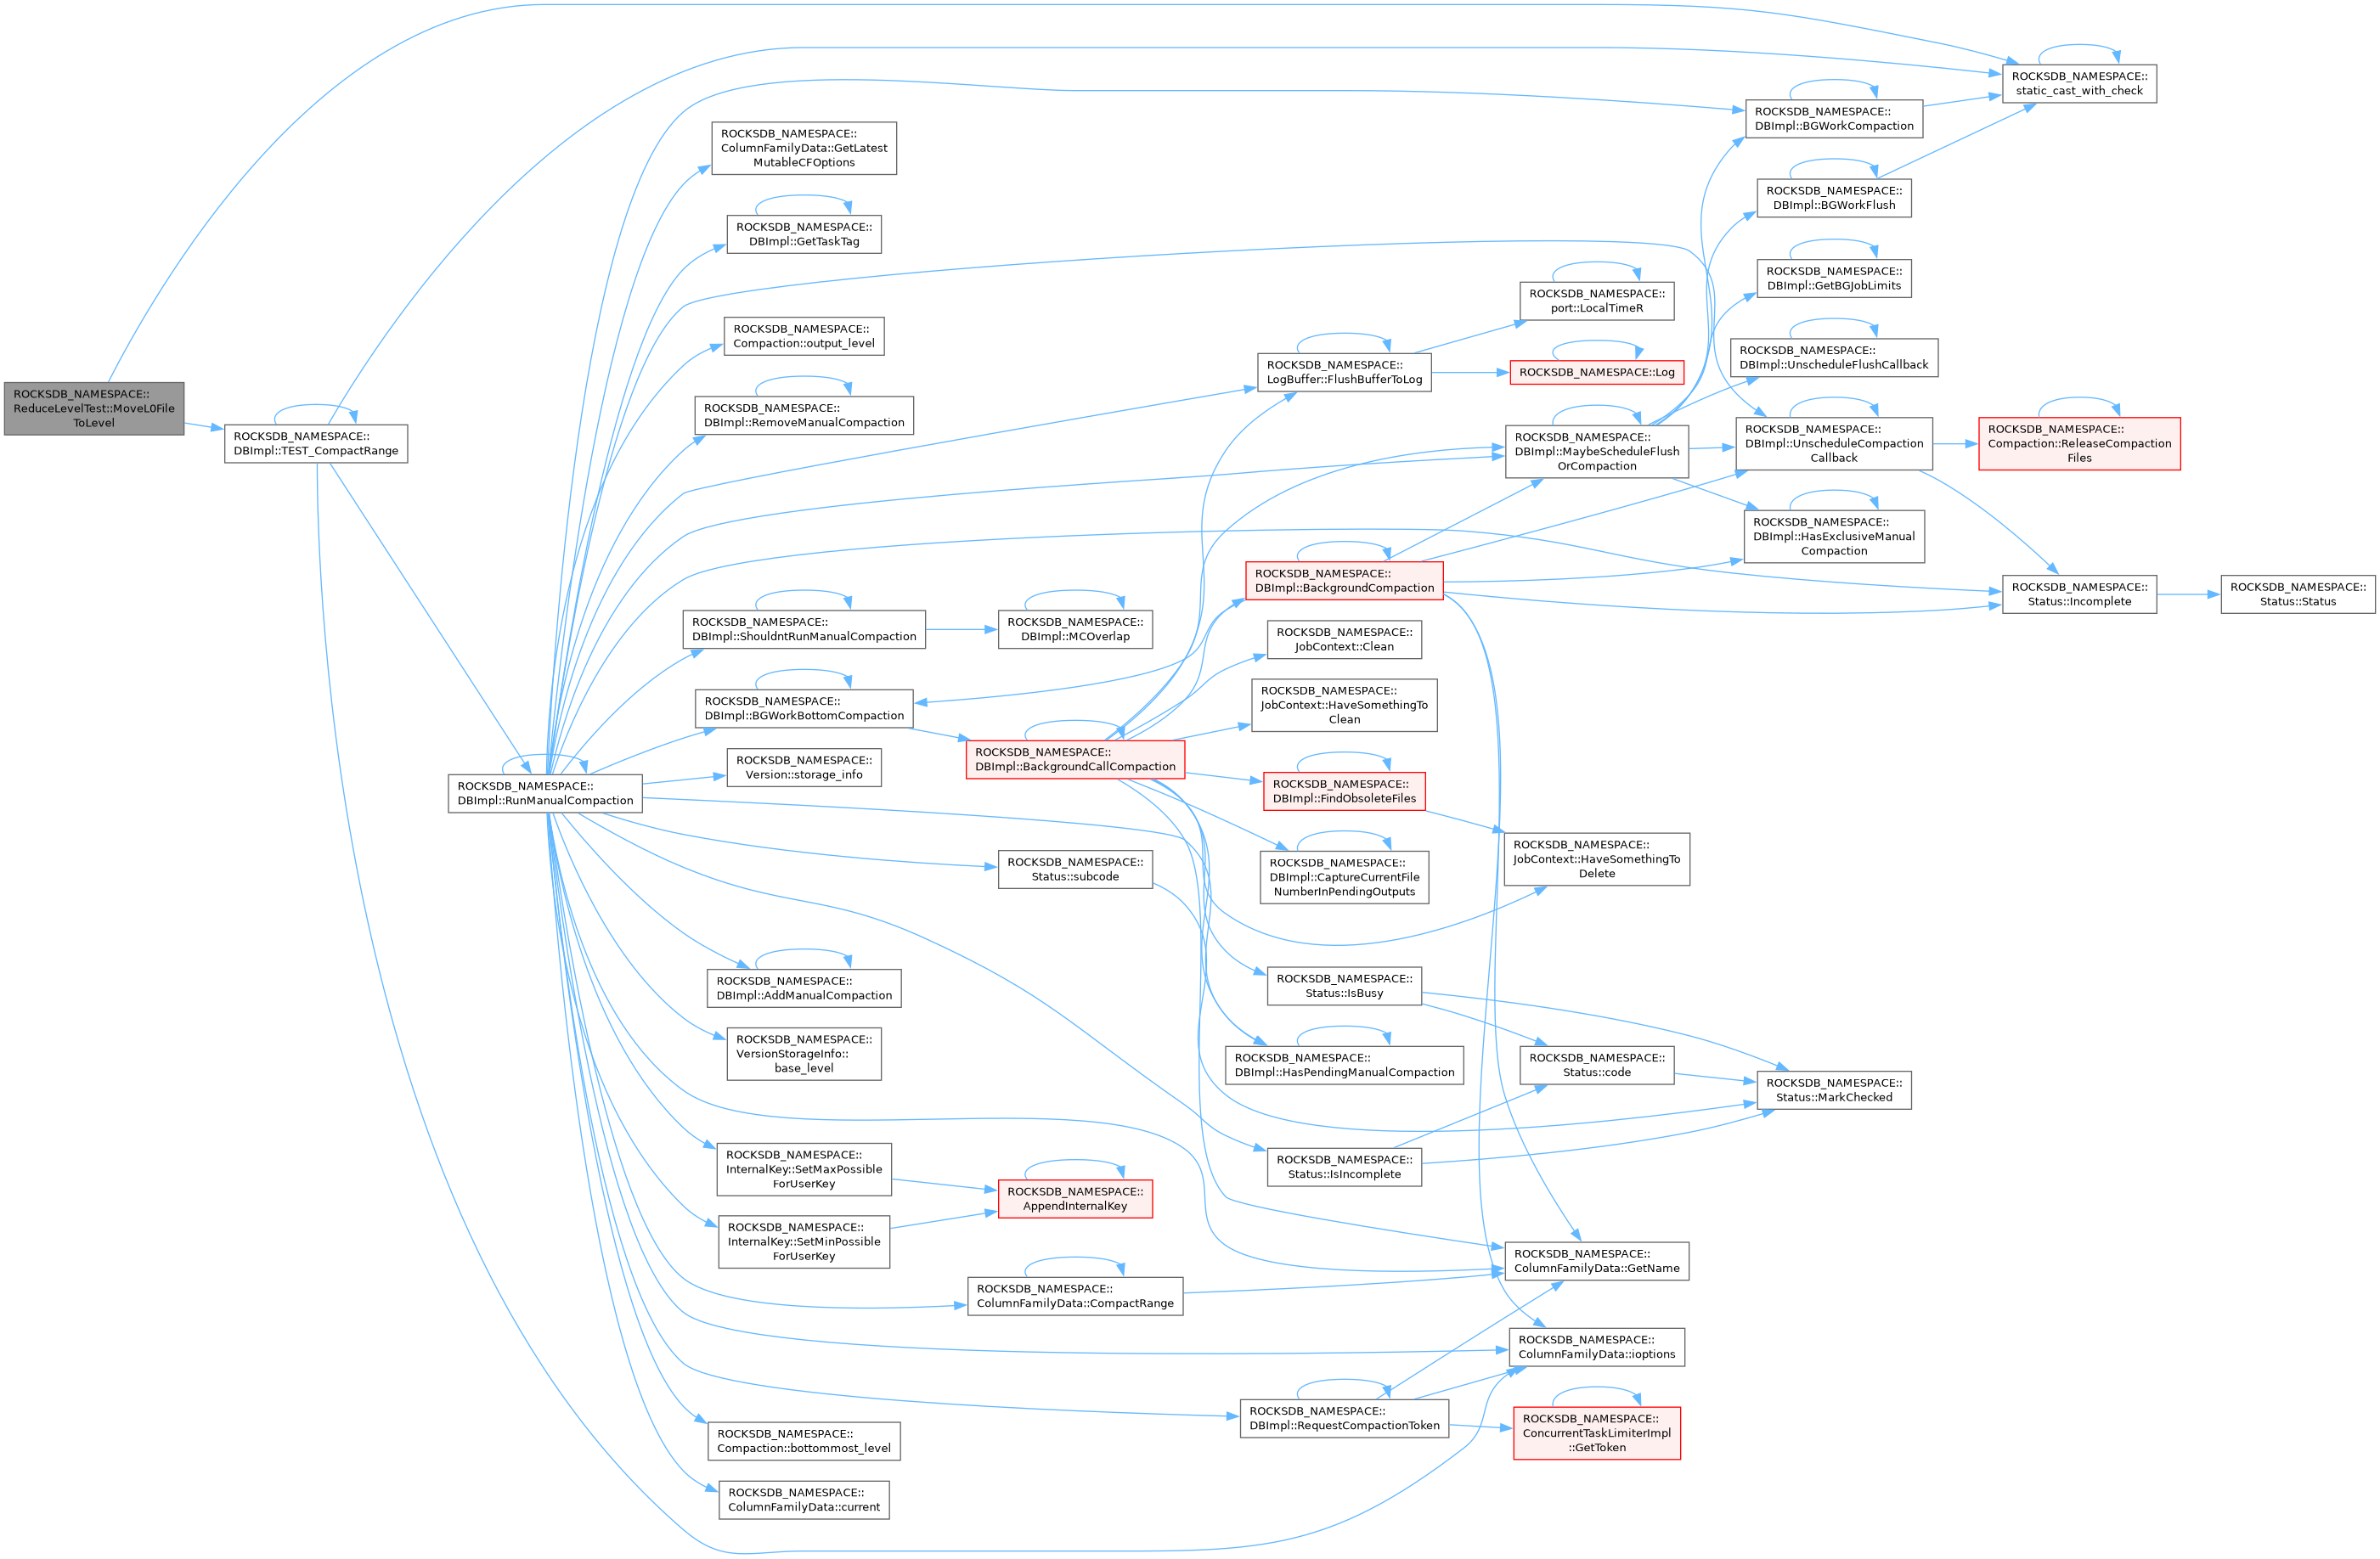 ROCKSDB_NAMESPACE::
ReduceLevelTest::MoveL0File
ToLevel
ROCKSDB_NAMESPACE::
DBImpl::TEST_CompactRange
ROCKSDB_NAMESPACE::
DBImpl::RunManualCompaction
ROCKSDB_NAMESPACE::
ColumnFamilyData::GetLatest
MutableCFOptions
ROCKSDB_NAMESPACE::
DBImpl::GetTaskTag
ROCKSDB_NAMESPACE::
Compaction::output_level
ROCKSDB_NAMESPACE::
DBImpl::RemoveManualCompaction
ROCKSDB_NAMESPACE::
DBImpl::ShouldntRunManualCompaction
ROCKSDB_NAMESPACE::
DBImpl::BGWorkBottomCompaction
ROCKSDB_NAMESPACE::
Version::storage_info
ROCKSDB_NAMESPACE::
DBImpl::AddManualCompaction
ROCKSDB_NAMESPACE::
VersionStorageInfo::
base_level
ROCKSDB_NAMESPACE::
InternalKey::SetMaxPossible
ForUserKey
ROCKSDB_NAMESPACE::
InternalKey::SetMinPossible
ForUserKey
ROCKSDB_NAMESPACE::
Compaction::bottommost_level
ROCKSDB_NAMESPACE::
ColumnFamilyData::current
ROCKSDB_NAMESPACE::
DBImpl::MCOverlap
ROCKSDB_NAMESPACE::
DBImpl::BackgroundCallCompaction
ROCKSDB_NAMESPACE::
Status::subcode
ROCKSDB_NAMESPACE::
AppendInternalKey
ROCKSDB_NAMESPACE::
ColumnFamilyData::CompactRange
ROCKSDB_NAMESPACE::
LogBuffer::FlushBufferToLog
ROCKSDB_NAMESPACE::
DBImpl::BackgroundCompaction
ROCKSDB_NAMESPACE::
JobContext::Clean
ROCKSDB_NAMESPACE::
JobContext::HaveSomethingTo
Clean
ROCKSDB_NAMESPACE::
DBImpl::FindObsoleteFiles
ROCKSDB_NAMESPACE::
DBImpl::CaptureCurrentFile
NumberInPendingOutputs
ROCKSDB_NAMESPACE::
Status::IsBusy
ROCKSDB_NAMESPACE::
DBImpl::HasPendingManualCompaction
ROCKSDB_NAMESPACE::
Status::IsIncomplete
ROCKSDB_NAMESPACE::
DBImpl::RequestCompactionToken
ROCKSDB_NAMESPACE::
port::LocalTimeR
ROCKSDB_NAMESPACE::Log
ROCKSDB_NAMESPACE::
DBImpl::MaybeScheduleFlush
OrCompaction
ROCKSDB_NAMESPACE::
JobContext::HaveSomethingTo
Delete
ROCKSDB_NAMESPACE::
Status::code
ROCKSDB_NAMESPACE::
ColumnFamilyData::GetName
ROCKSDB_NAMESPACE::
ColumnFamilyData::ioptions
ROCKSDB_NAMESPACE::
ConcurrentTaskLimiterImpl
::GetToken
ROCKSDB_NAMESPACE::
DBImpl::BGWorkCompaction
ROCKSDB_NAMESPACE::
DBImpl::BGWorkFlush
ROCKSDB_NAMESPACE::
DBImpl::GetBGJobLimits
ROCKSDB_NAMESPACE::
DBImpl::UnscheduleFlushCallback
ROCKSDB_NAMESPACE::
DBImpl::UnscheduleCompaction
Callback
ROCKSDB_NAMESPACE::
DBImpl::HasExclusiveManual
Compaction
ROCKSDB_NAMESPACE::
Status::MarkChecked
ROCKSDB_NAMESPACE::
static_cast_with_check
ROCKSDB_NAMESPACE::
Compaction::ReleaseCompaction
Files
ROCKSDB_NAMESPACE::
Status::Incomplete
ROCKSDB_NAMESPACE::
Status::Status